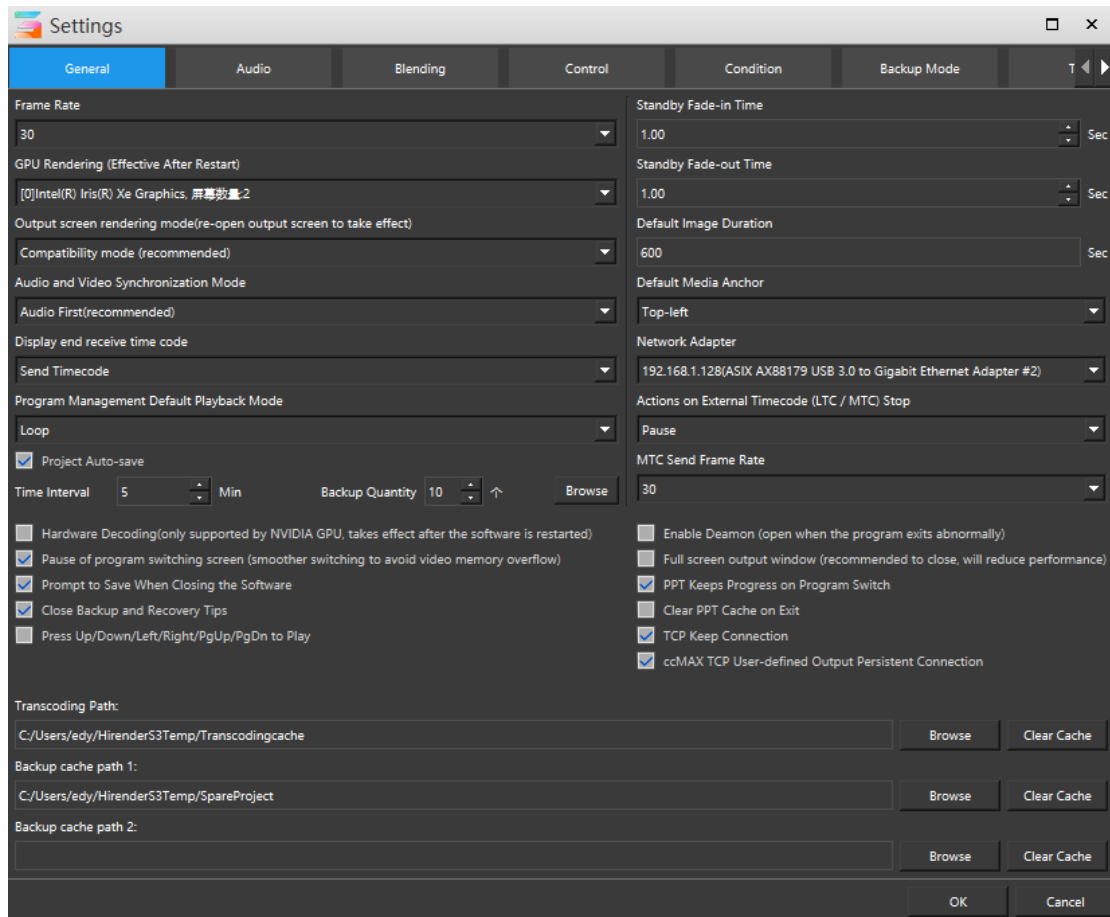 Settings
General Audio Blending Control Condition Backup Mode T
Frame Rate
30
GPU Rendering (Effective After Restart)
[0]Intel(R) Iris(R) Xe Graphics, 屏幕数量:2
Output screen rendering mode(re-open output screen to take effect)
Compatibility mode (recommended)
Audio and Video Synchronization Mode
Audio First(recommended)
Display end receive time code
Send Timecode
Program Management Default Playback Mode
Loop
Project Auto-save
Time Interval 5 Min Backup Quantity 10 个 Browse
Standby Fade-in Time
1.00 Sec
Standby Fade-out Time
1.00 Sec
Default Image Duration
600 Sec
Default Media Anchor
Top-left
Network Adapter
192.168.1.128(ASIX AX88179 USB 3.0 to Gigabit Ethernet Adapter #2)
Actions on External Timecode (LTC / MTC) Stop
Pause
MTC Send Frame Rate
30
Hardware Decoding(only supported by NVIDIA GPU, takes effect after the software is restarted)
Pause of program switching screen (smoother switching to avoid video memory overflow)
Prompt to Save When Closing the Software
Close Backup and Recovery Tips
Press Up/Down/Left/Right/PgUp/PgDn to Play
Enable Deamon (open when the program exits abnormally)
Full screen output window (recommended to close, will reduce performance)
PPT Keeps Progress on Program Switch
Clear PPT Cache on Exit
TCP Keep Connection
ccMAX TCP User-defined Output Persistent Connection
Transcoding Path:
C:/Users/edy/HirenderS3Temp/Transcodingcache Browse Clear Cache
Backup cache path 1:
C:/Users/edy/HirenderS3Temp/SpareProject Browse Clear Cache
Backup cache path 2:
Browse Clear Cache
OK Cancel